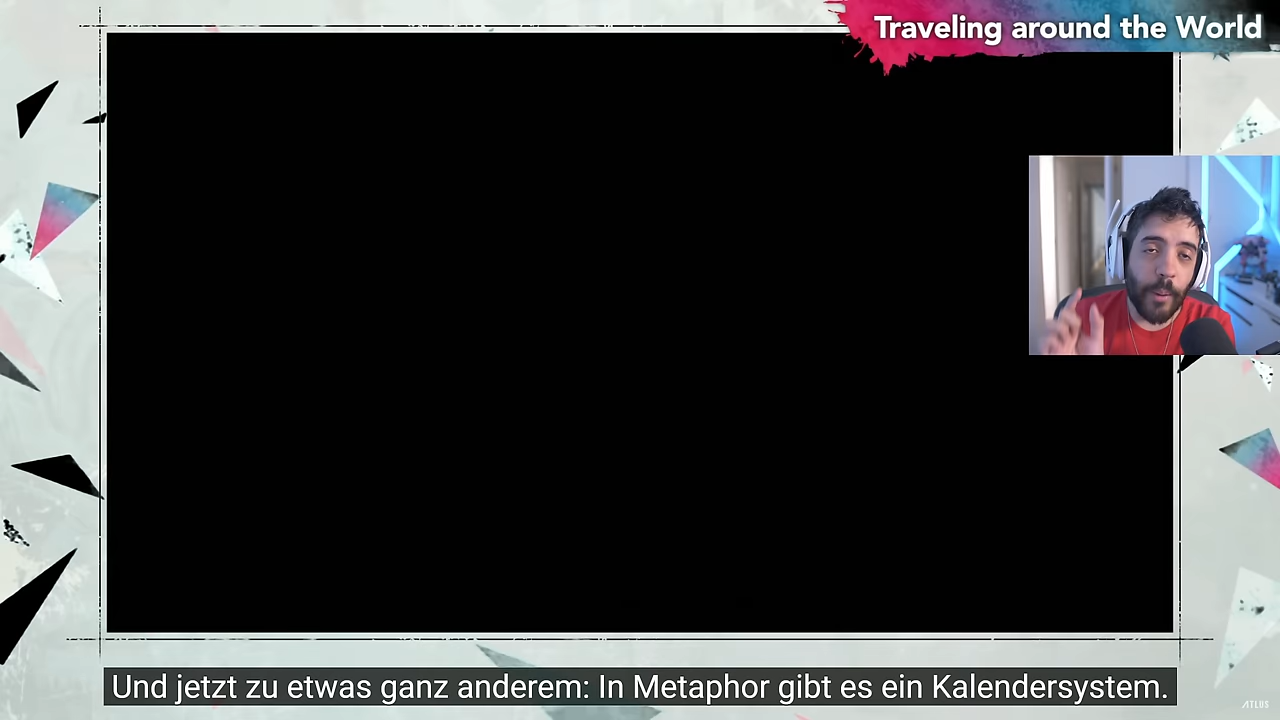 Traveling around the World
Und jetzt zu etwas ganz anderem: In Metaphor gibt es ein Kalendersystem.
ATLUS